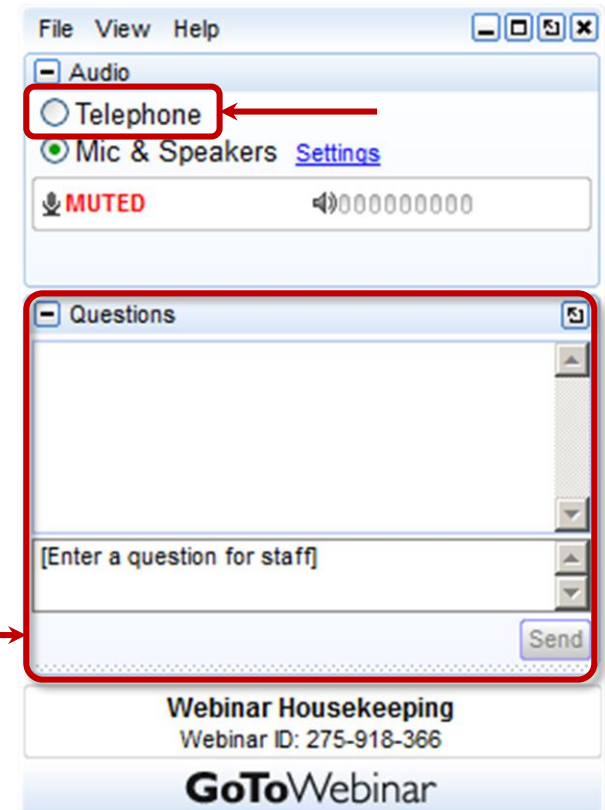 File View Help
Audio
Telephone
Mic & Speakers Settings
MUTED 000000000
Questions
[Enter a question for staff]
Send
Webinar Housekeeping
Webinar ID: 275-918-366
GoToWebinar